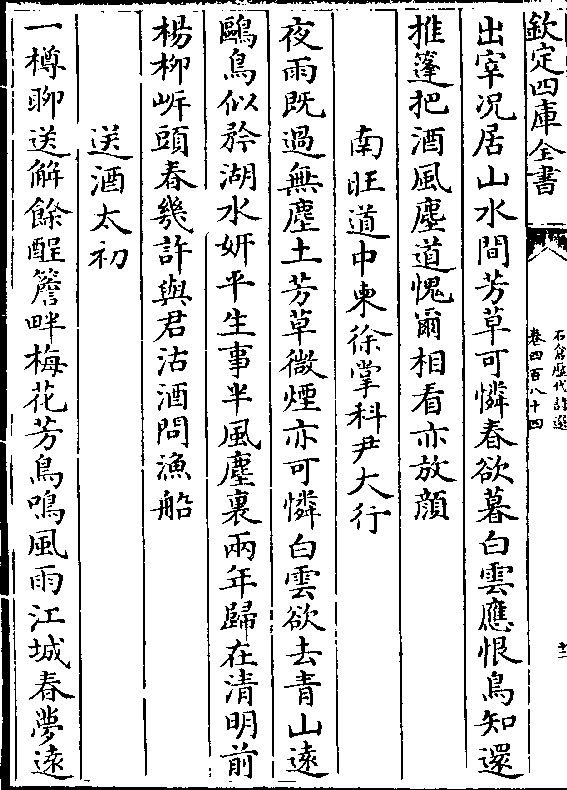 欽定四庫全書
石倉歷代詩選
卷四百八十四
十二
出宰况居山水間芳草可憐春欲暮白雲應恨鳥知還
推蓬把酒風塵道愧爾相看亦放顔
南旺道中柬徐掌科尹大行
夜雨既過無塵土芳草微煙亦可憐白雲欲去青山遠
鷗鳥似矜湖水妍平生事半風塵裏兩年歸在清明前
楊柳㟁頭春幾許與君沽酒問漁船
送酒太初
一樽聊送解餘酲簷畔梅花芳鳥鳴風雨江城春夢遠